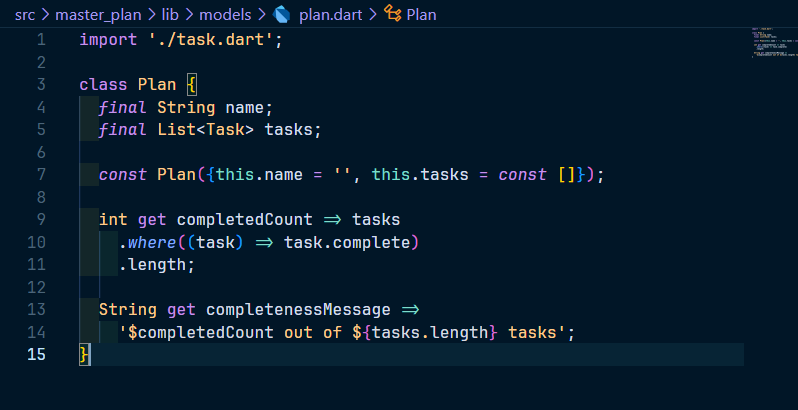 src > master_plan > lib > models > plan.dart > Plan
1 import './task.dart';
2
3 class Plan {
4   final String name;
5   final List<Task> tasks;
6
7   const Plan({this.name = '', this.tasks = const []});
8
9   int get completedCount => tasks
10     .where((task) => task.complete)
11     .length;
12
13   String get completenessMessage =>
14     '$completedCount out of ${tasks.length} tasks';
15 }